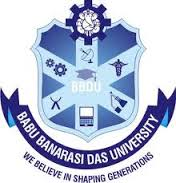 BBDU
BABU BANARASI DAS UNIVERSITY
WE BELIEVE IN SHAPING GENERATIONS